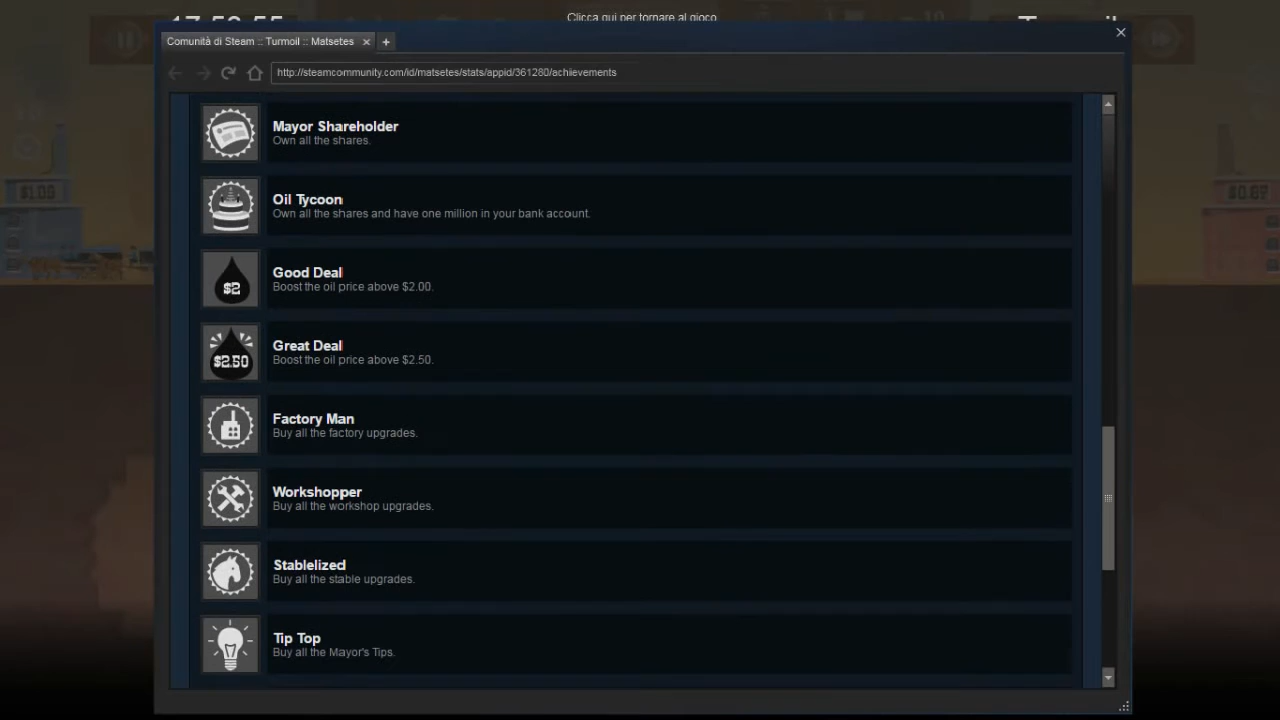 Clicca qui per tornare al gioco
Comunità di Steam :: Turmoil :: Matsetes
http://steamcommunity.com/id/matsetes/stats/appid/361280/achievements
Mayor Shareholder
Own all the shares.
Oil Tycoon
Own all the shares and have one million in your bank account.
$2
Good Deal
Boost the oil price above $2.00.
$2.50
Great Deal
Boost the oil price above $2.50.
Factory Man
Buy all the factory upgrades.
Workshopper
Buy all the workshop upgrades.
Stablelized
Buy all the stable upgrades.
Tip Top
Buy all the Mayor's Tips.
$1.09
$0.89